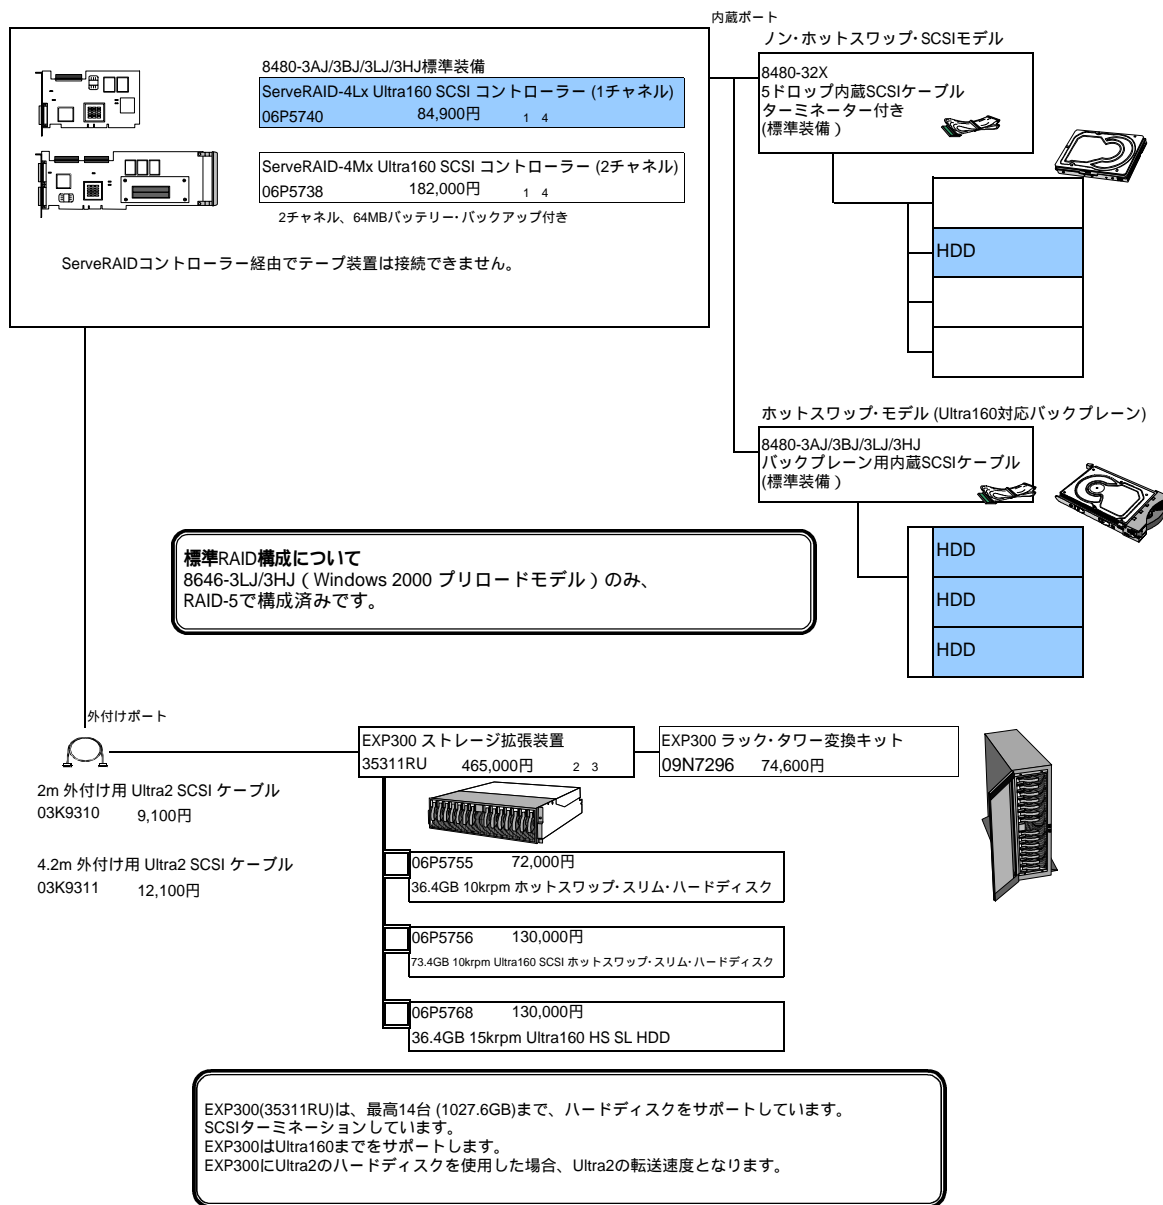 内蔵ポート
ノン･ホットスワップ･SCSIモデル
8480-3AJ/3BJ/3LJ/3HJ標準装備
ServeRAID-4Lx Ultra160 SCSI コントローラー (1チャネル)
06P5740 84,900円 1 4
ServeRAID-4Mx Ultra160 SCSI コントローラー (2チャネル)
06P5738 182,000円 1 4
2チャネル、64MBバッテリー･バックアップ付き
ServeRAIDコントローラー経由でテープ装置は接続できません。
8480-32X
5ドロップ内蔵SCSIケーブル
ターミネーター付き
(標準装備）
HDD
ホットスワップ･モデル (Ultra160対応バックプレーン)
8480-3AJ/3BJ/3LJ/3HJ
バックプレーン用内蔵SCSIケーブル
(標準装備）
HDD
HDD
HDD
標準RAID構成について
8646-3LJ/3HJ（Windows 2000 プリロードモデル）のみ、
RAID-5で構成済みです。
外付けポート
2m 外付け用 Ultra2 SCSI ケーブル
03K9310 9,100円
4.2m 外付け用 Ultra2 SCSI ケーブル
03K9311 12,100円
EXP300 ストレージ拡張装置
35311RU 465,000円 2 3
EXP300 ラック･タワー変換キット
09N7296 74,600円
06P5755 72,000円
36.4GB 10krpm ホットスワップ･スリム･ハードディスク
06P5756 130,000円
73.4GB 10krpm Ultra160 SCSI ホットスワップ･スリム･ハードディスク
06P5768 130,000円
36.4GB 15krpm Ultra160 HS SL HDD
EXP300(35311RU)は、最高14台 (1027.6GB)まで、ハードディスクをサポートしています。
SCSIターミネーションしています。
EXP300はUltra160までをサポートします。
EXP300にUltra2のハードディスクを使用した場合、Ultra2の転送速度となります。